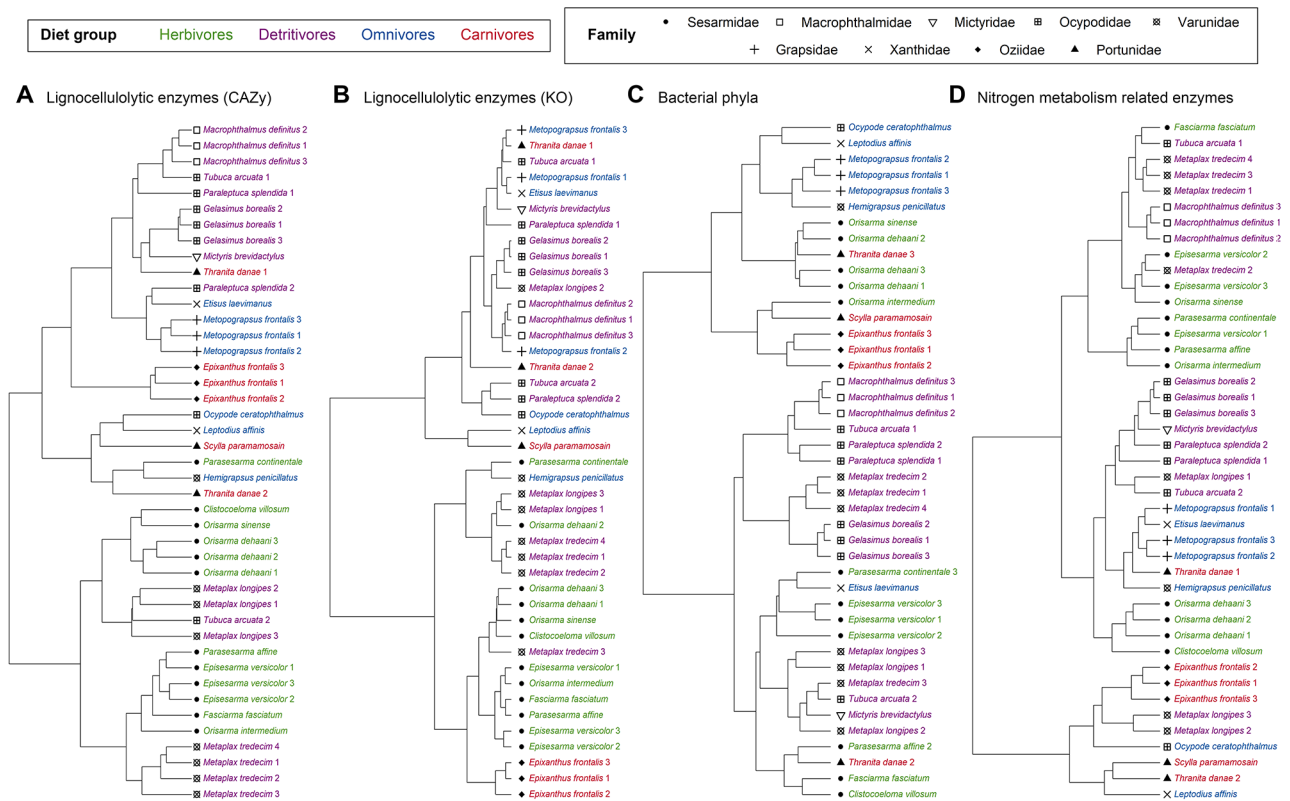 Diet group Herbivores Detritivores Omnivores Carnivores
Family Sesarmidae Macrophthalmidae Mictyridae Ocypodidae Varunidae
Grapsidae Xanthidae Oziidae Portunidae
A Lignocellulolytic enzymes (CAZy)
Macrophthalmus definitus 2
Macrophthalmus definitus 1
Macrophthalmus definitus 3
Tubuca arcuata 1
Paraleptuca splendida 1
Gelasimus borealis 2
Gelasimus borealis 1
Gelasimus borealis 3
Mictyris brevidactylus
Thranita danae 1
Paraleptuca splendida 2
Etisus laevimanus
Metopograpsus frontalis 3
Metopograpsus frontalis 1
Metopograpsus frontalis 2
Epixanthus frontalis 3
Epixanthus frontalis 1
Epixanthus frontalis 2
Ocypode ceratophthalmus
Leptodius affinis
Scylla paramamosain
Parasesarma continentale
Hemigrapsus penicillatus
Thranita danae 2
Clistocoeloma villosum
Orisarma sinense
Orisarma dehaani 3
Orisarma dehaani 2
Orisarma dehaani 1
Metaplax longipes 2
Metaplax longipes 1
Tubuca arcuata 2
Metaplax longipes 3
Parasesarma affine
Episesarma versicolor 1
Episesarma versicolor 3
Episesarma versicolor 2
Fasciarma fasciatum
Orisarma intermedium
Metaplax tredecim 4
Metaplax tredecim 1
Metaplax tredecim 2
Metaplax tredecim 3
B Lignocellulolytic enzymes (KO)
Metopograpsus frontalis 3
Thranita danae 1
Tubuca arcuata 1
Metopograpsus frontalis 1
Etisus laevimanus
Mictyris brevidactylus
Paraleptuca splendida 1
Gelasimus borealis 2
Gelasimus borealis 1
Gelasimus borealis 3
Metaplax longipes 2
Macrophthalmus definitus 2
Macrophthalmus definitus 1
Macrophthalmus definitus 3
Metopograpsus frontalis 2
Thranita danae 2
Tubuca arcuata 2
Paraleptuca splendida 2
Ocypode ceratophthalmus
Leptodius affinis
Scylla paramamosain
Parasesarma continentale
Hemigrapsus penicillatus
Metaplax longipes 3
Metaplax longipes 1
Orisarma dehaani 2
Metaplax tredecim 4
Metaplax tredecim 1
Metaplax tredecim 2
Orisarma dehaani 3
Orisarma dehaani 1
Orisarma sinense
Clistocoeloma villosum
Metaplax tredecim 3
Episesarma versicolor 1
Orisarma intermedium
Fasciarma fasciatum
Parasesarma affine
Episesarma versicolor 3
Episesarma versicolor 2
Epixanthus frontalis 3
Epixanthus frontalis 1
Epixanthus frontalis 2
C Bacterial phyla
Ocypode ceratophthalmus
Leptodius affinis
Metopograpsus frontalis 2
Metopograpsus frontalis 1
Metopograpsus frontalis 3
Hemigrapsus penicillatus
Orisarma sinense
Orisarma dehaani 2
Thranita danae 3
Orisarma dehaani 3
Orisarma dehaani 1
Orisarma intermedium
Scylla paramamosain
Epixanthus frontalis 3
Epixanthus frontalis 1
Epixanthus frontalis 2
Macrophthalmus definitus 3
Macrophthalmus definitus 1
Macrophthalmus definitus 2
Tubuca arcuata 1
Paraleptuca splendida 2
Paraleptuca splendida 1
Metaplax tredecim 2
Metaplax tredecim 1
Metaplax tredecim 4
Gelasimus borealis 2
Gelasimus borealis 1
Gelasimus borealis 3
Parasesarma continentale 3
Etisus laevimanus
Episesarma versicolor 3
Episesarma versicolor 1
Episesarma versicolor 2
Metaplax longipes 3
Metaplax longipes 1
Metaplax tredecim 3
Tubuca arcuata 2
Mictyris brevidactylus
Metaplax longipes 2
Parasesarma affine 2
Thranita danae 2
Fasciarma fasciatum
Clistocoeloma villosum
D Nitrogen metabolism related enzymes
Fasciarma fasciatum
Tubuca arcuata 1
Metaplax tredecim 4
Metaplax tredecim 3
Metaplax tredecim 1
Macrophthalmus definitus 3
Macrophthalmus definitus 1
Macrophthalmus definitus 2
Episesarma versicolor 2
Metaplax tredecim 2
Episesarma versicolor 3
Orisarma sinense
Parasesarma continentale
Episesarma versicolor 1
Parasesarma affine
Orisarma intermedium
Gelasimus borealis 2
Gelasimus borealis 1
Gelasimus borealis 3
Mictyris brevidactylus
Paraleptuca splendida 2
Paraleptuca splendida 1
Metaplax longipes 1
Tubuca arcuata 2
Metopograpsus frontalis 1
Etisus laevimanus
Metopograpsus frontalis 3
Metopograpsus frontalis 2
Thranita danae 1
Hemigrapsus penicillatus
Orisarma dehaani 3
Orisarma dehaani 2
Orisarma dehaani 1
Clistocoeloma villosum
Epixanthus frontalis 2
Epixanthus frontalis 1
Epixanthus frontalis 3
Metaplax longipes 3
Metaplax longipes 2
Ocypode ceratophthalmus
Scylla paramamosain
Thranita danae 2
Leptodius affinis